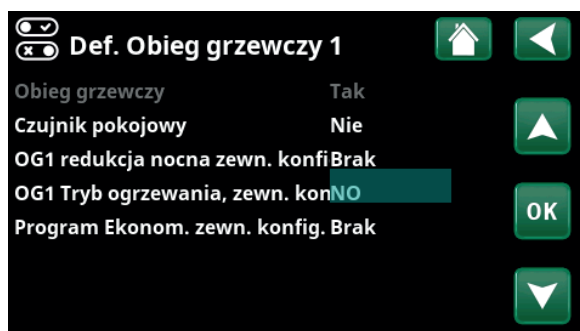 Def. Obieg grzewczy 1
Obieg grzewczy Tak
Czujnik pokojowy Nie
OG1 redukcja nocna zewn. konfi Brak
OG1 Tryb ogrzewania, zewn. kon NO
Program Ekonom. zewn. konfig. Brak
OK